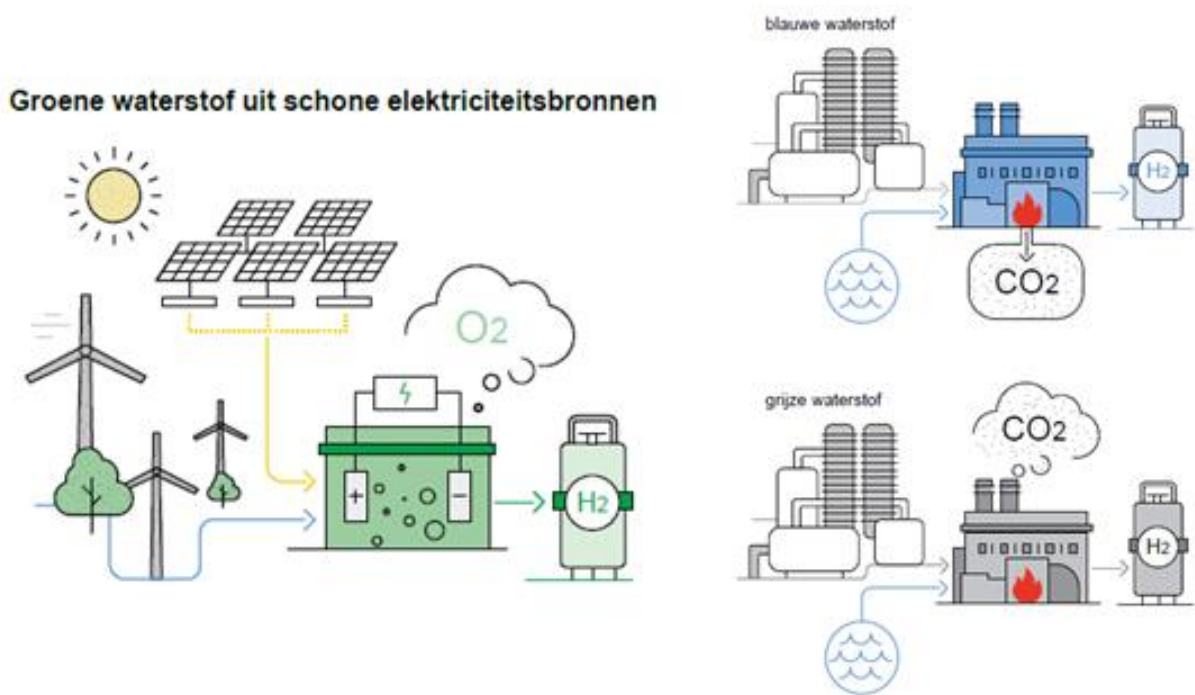 Groene waterstof uit schone elektriciteitsbronnen
O2
+
−
H2
blauwe waterstof
H2
CO2
grijze waterstof
CO2
H2